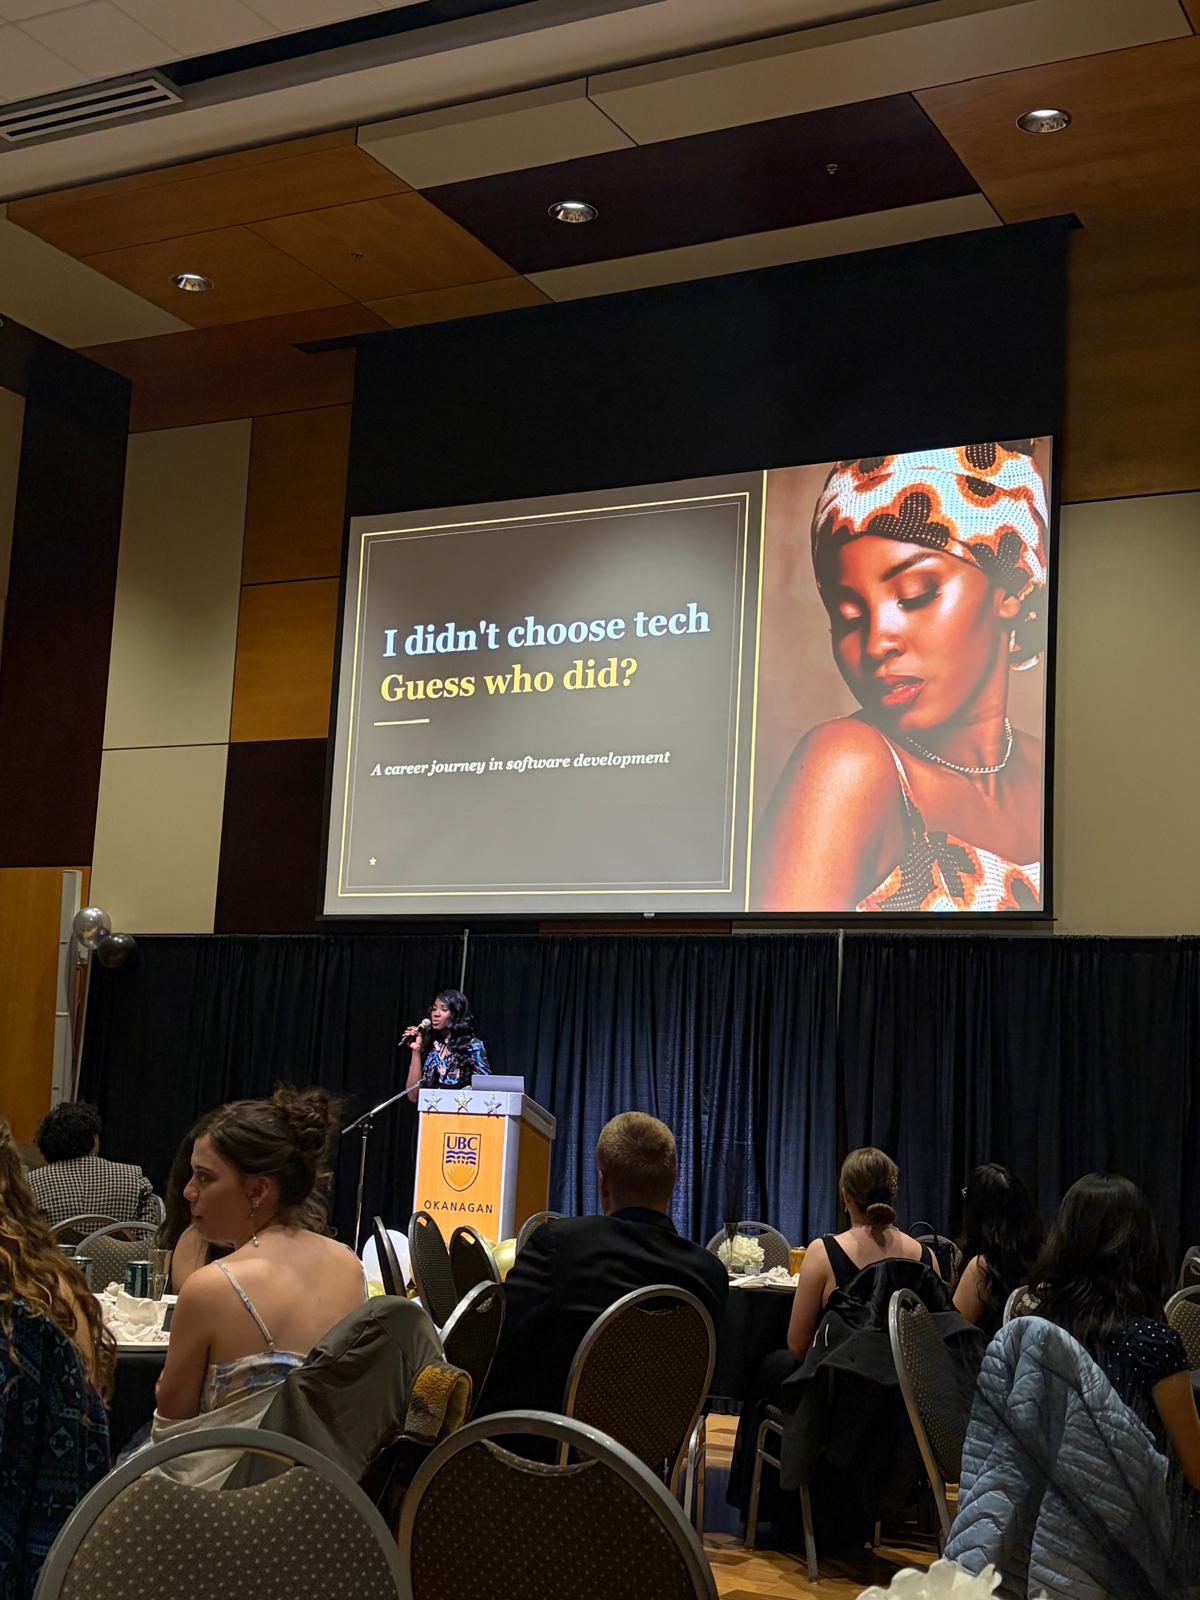 I didn't choose tech
Guess who did?
A career journey in software development
UBC
OKANAGAN